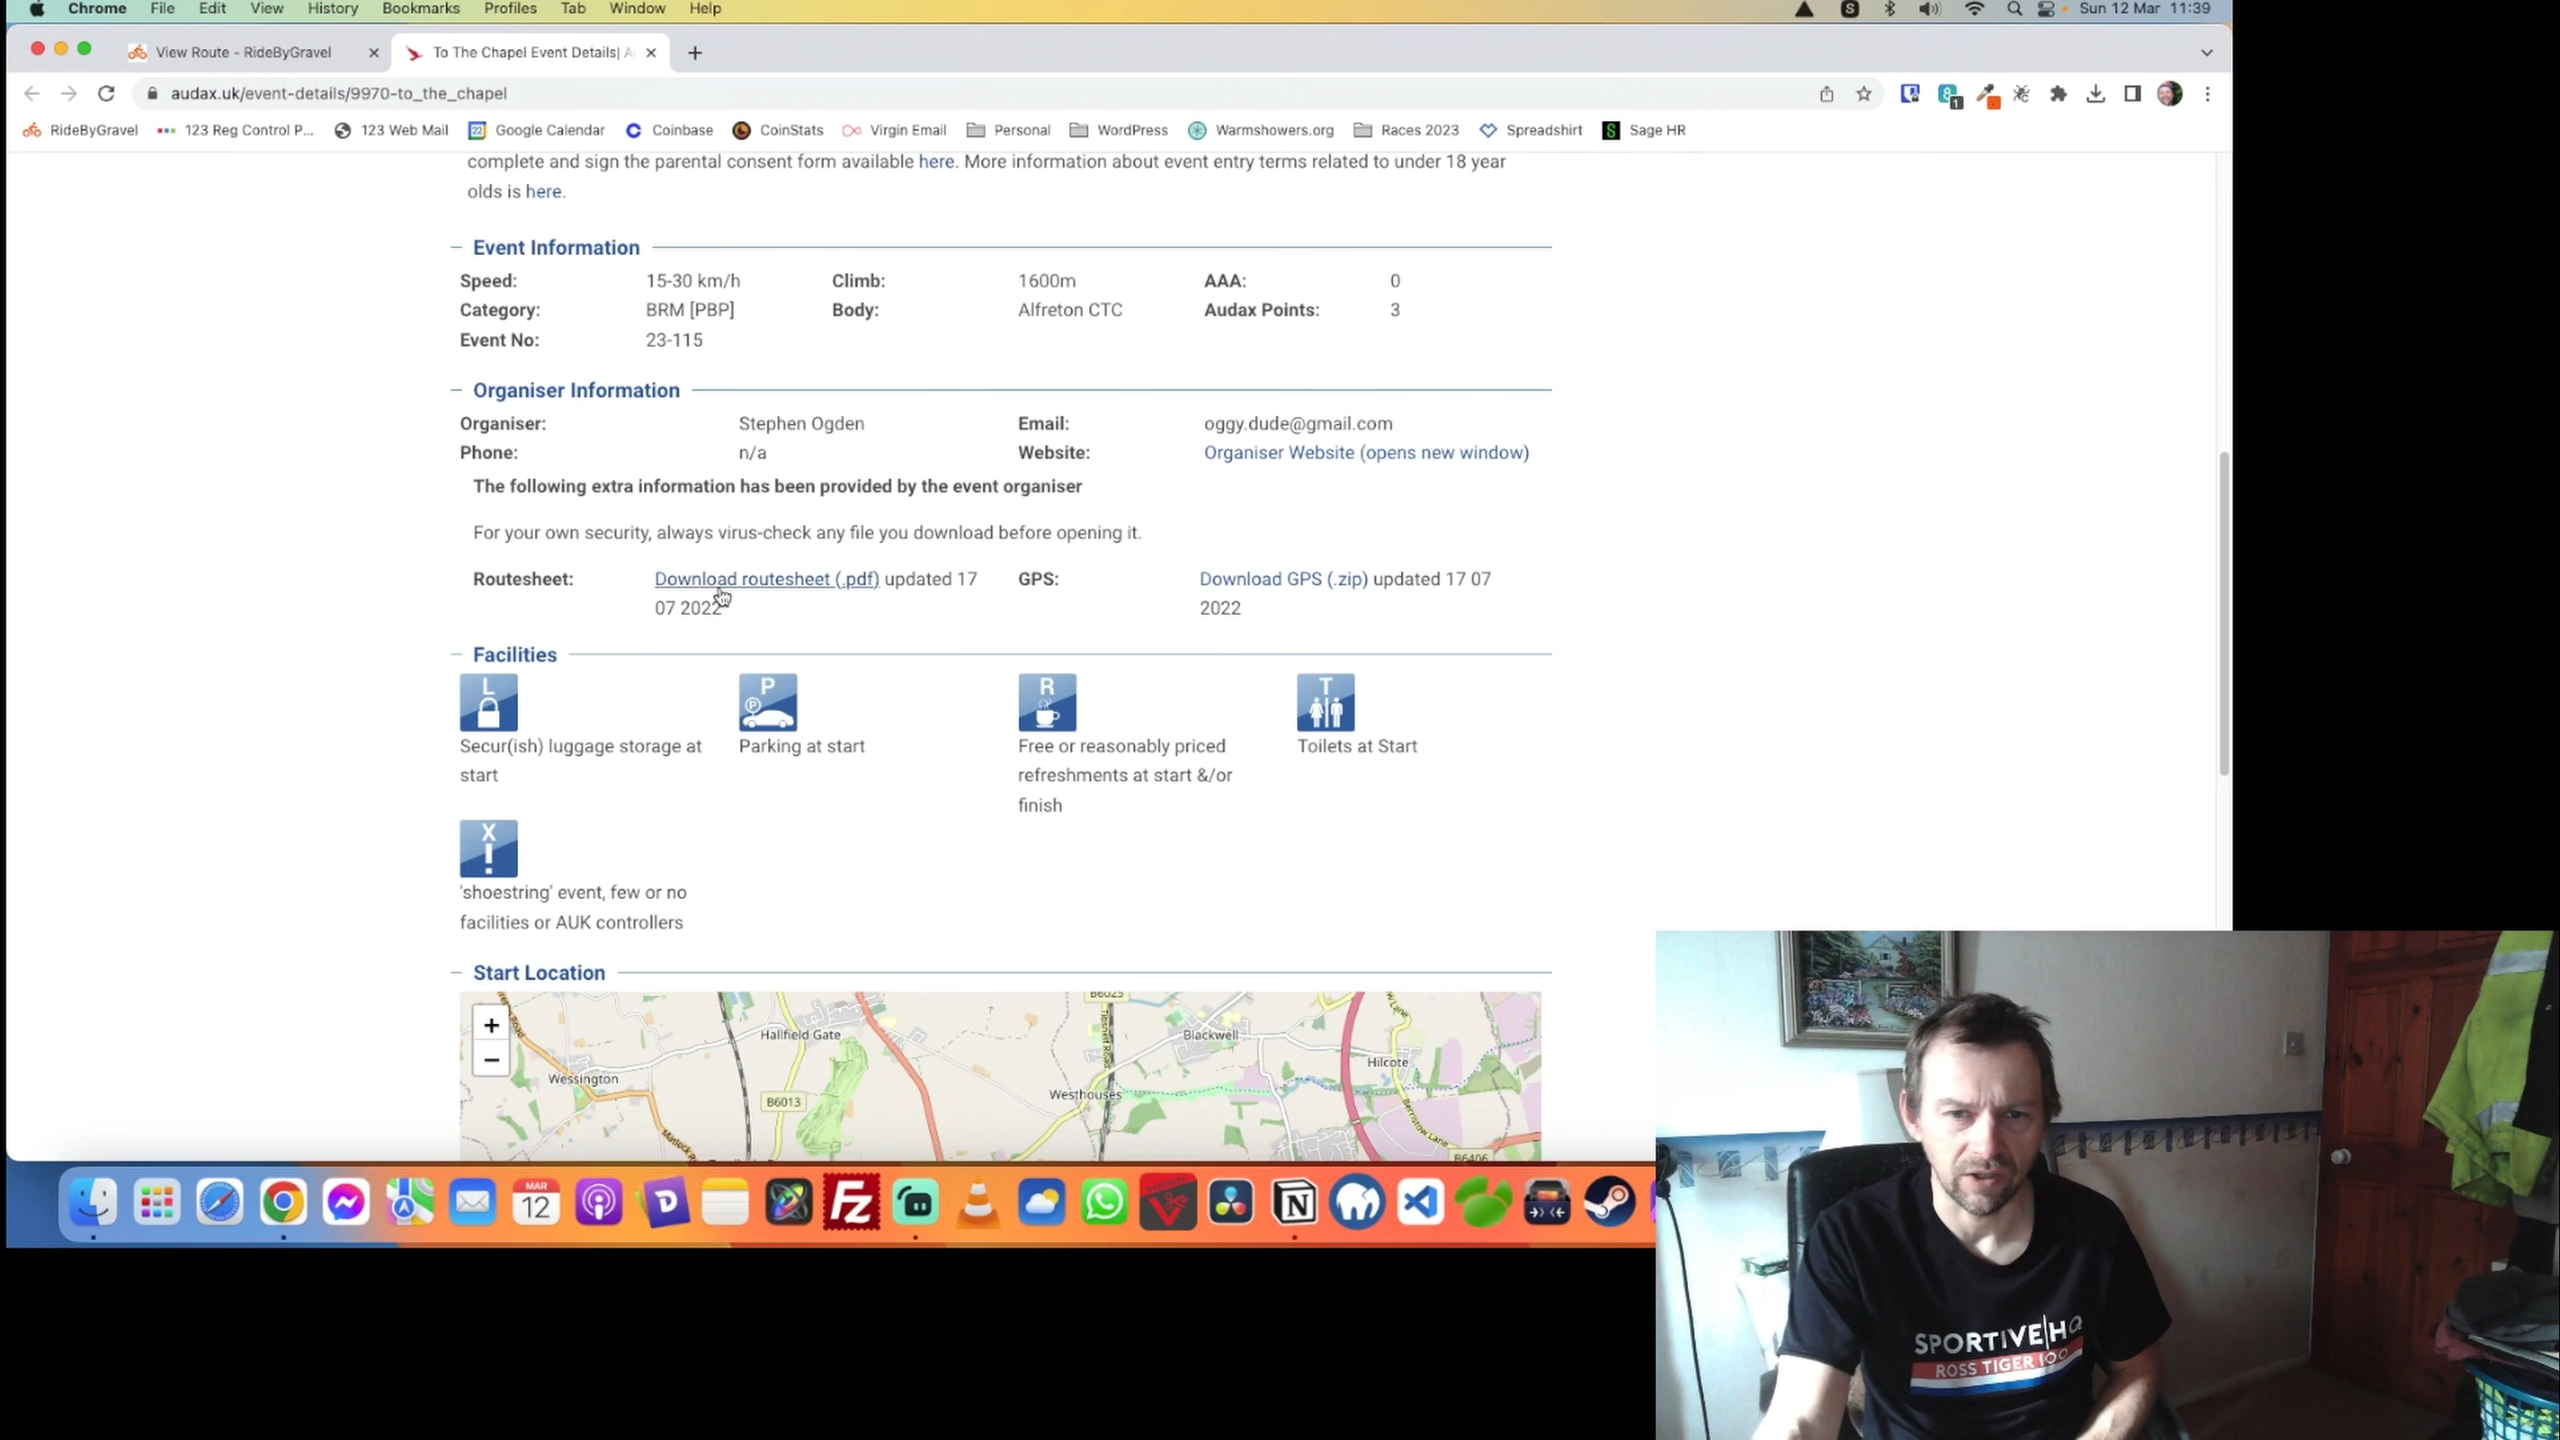 Chrome File Edit View History Bookmarks Profiles Tab Window Help
Sun 12 Mar 11:39
View Route - RideByGravel
To The Chapel Event Details| A
audax.uk/event-details/9970-to_the_chapel
RideByGravel 123 Reg Control P... 123 Web Mail Google Calendar Coinbase CoinStats Virgin Email Personal WordPress Warmshowers.org Races 2023 Spreadshirt Sage HR
complete and sign the parental consent form available here. More information about event entry terms related to under 18 year
olds is here.
Event Information
Speed: 15-30 km/h Climb: 1600m AAA: 0
Category: BRM [PBP] Body: Alfreton CTC Audax Points: 3
Event No: 23-115
Organiser Information
Organiser: Stephen Ogden Email: oggy.dude@gmail.com
Phone: n/a Website: Organiser Website (opens new window)
The following extra information has been provided by the event organiser
For your own security, always virus-check any file you download before opening it.
Routesheet: Download routesheet (.pdf) updated 17
07 2022
GPS: Download GPS (.zip) updated 17 07
2022
Facilities
L
P
R
T
Secur(ish) luggage storage at
start
Parking at start
Free or reasonably priced
refreshments at start &/or
finish
Toilets at Start
X
'shoestring' event, few or no
facilities or AUK controllers
Start Location
+
−
B6025
Hallfield Gate
Blackwell
Hilcote
Wessington
Westhouses
B6013
Berristow Lane
B6406
MAR
12
SPORTIVE|HQ
ROSS TIGER 100